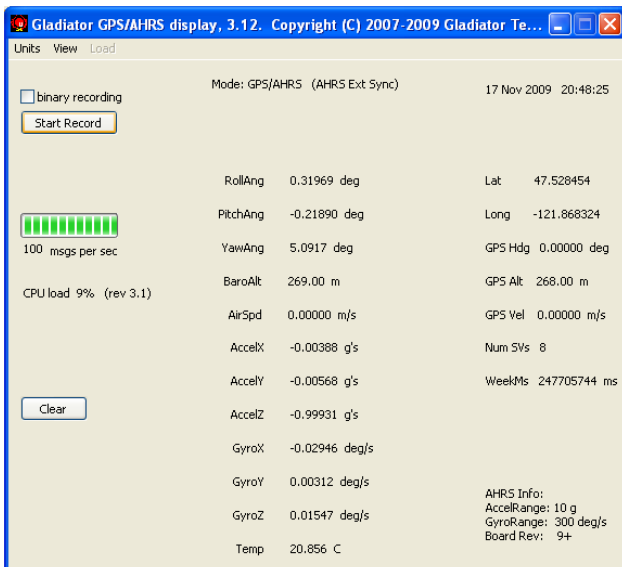 Gladiator GPS/AHRS display, 3.12.  Copyright (C) 2007-2009 Gladiator Te...
Units View Load
Mode: GPS/AHRS (AHRS Ext Sync)
17 Nov 2009 20:48:25
binary recording
Start Record
100 msgs per sec
CPU load 9% (rev 3.1)
Clear
RollAng 0.31969 deg
PitchAng -0.21890 deg
YawAng 5.0917 deg
BaroAlt 269.00 m
AirSpd 0.00000 m/s
AccelX -0.00388 g's
AccelY -0.00568 g's
AccelZ -0.99931 g's
GyroX -0.02946 deg/s
GyroY 0.00312 deg/s
GyroZ 0.01547 deg/s
Temp 20.856 C
Lat 47.528454
Long -121.868324
GPS Hdg 0.00000 deg
GPS Alt 268.00 m
GPS Vel 0.00000 m/s
Num SVs 8
WeekMs 247705744 ms
AHRS Info:
AccelRange: 10 g
GyroRange: 300 deg/s
Board Rev: 9+